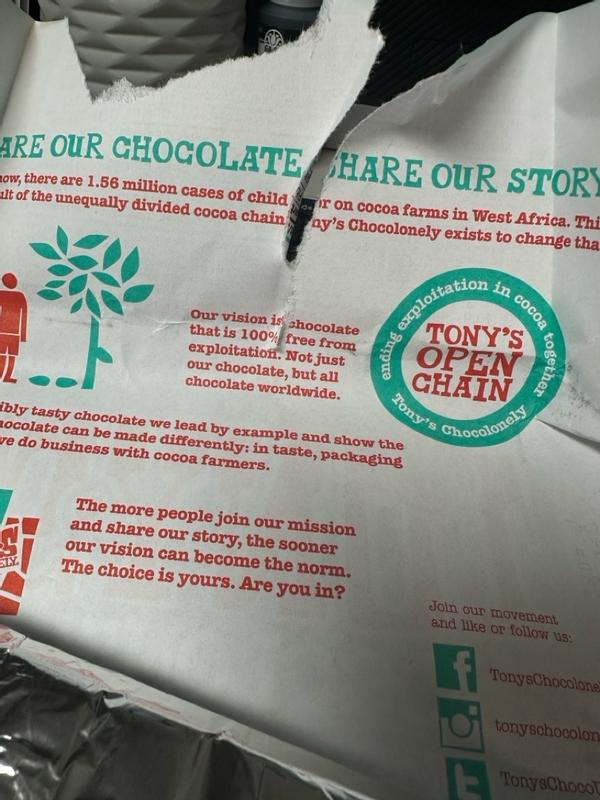 ARE OUR CHOCOLATE, SHARE OUR STORY
now, there are 1.56 million cases of child or on cocoa farms in West Africa. Thi
ult of the unequally divided cocoa chain ny's Chocolonely exists to change tha
Our vision is chocolate
that is 100% free from
exploitation. Not just
our chocolate, but all
chocolate worldwide.
ending exploitation in cocoa together
TONY'S
OPEN
CHAIN
Tony's Chocolonely
ibly tasty chocolate we lead by example and show the
hocolate can be made differently: in taste, packaging
we do business with cocoa farmers.
The more people join our mission
and share our story, the sooner
our vision can become the norm.
The choice is yours. Are you in?
Join our movement
and like or follow us:
f TonysChocolone
tonyschocolon
t TonysChocol